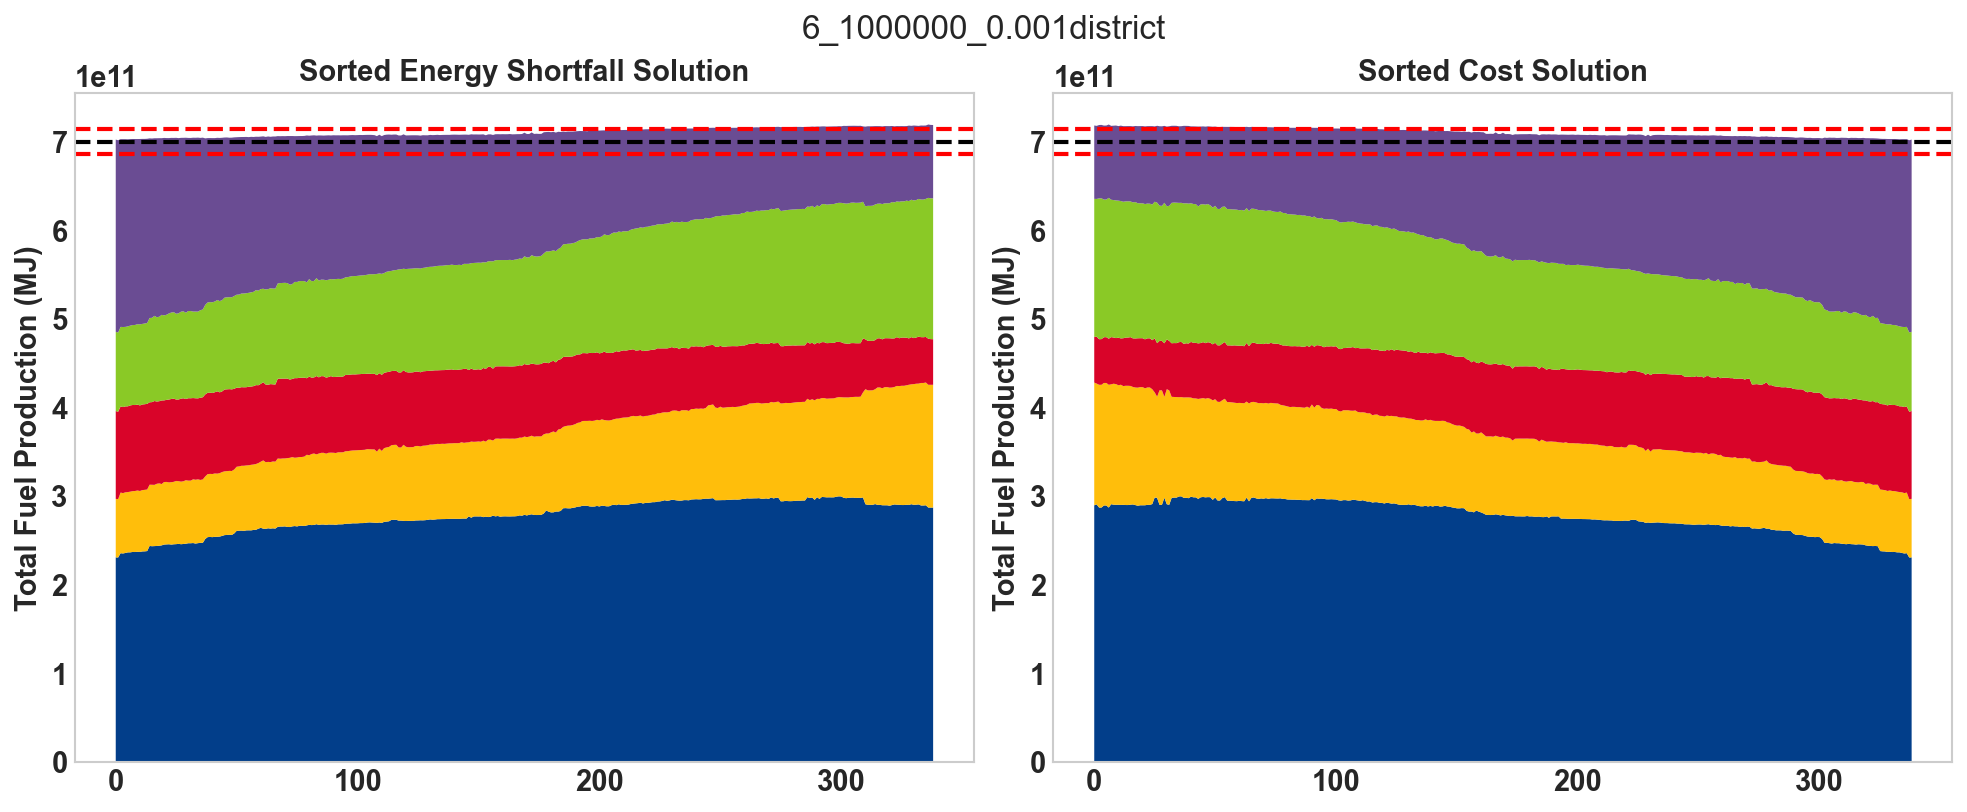 6_1000000_0.001district
Sorted Energy Shortfall Solution
1e11
Total Fuel Production (MJ)
7
6
5
4
3
2
1
0
0 100 200 300
Sorted Cost Solution
1e11
Total Fuel Production (MJ)
7
6
5
4
3
2
1
0
0 100 200 300